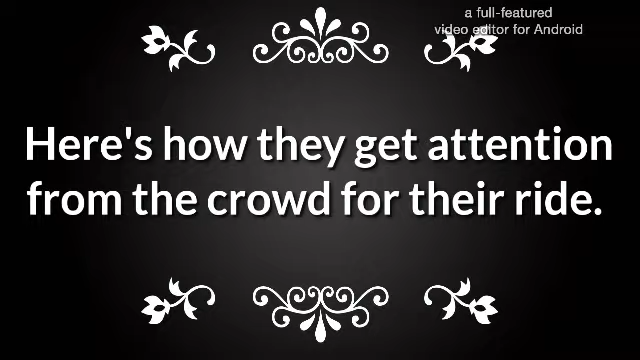 a full-featured
video editor for Android
Here's how they get attention
from the crowd for their ride.